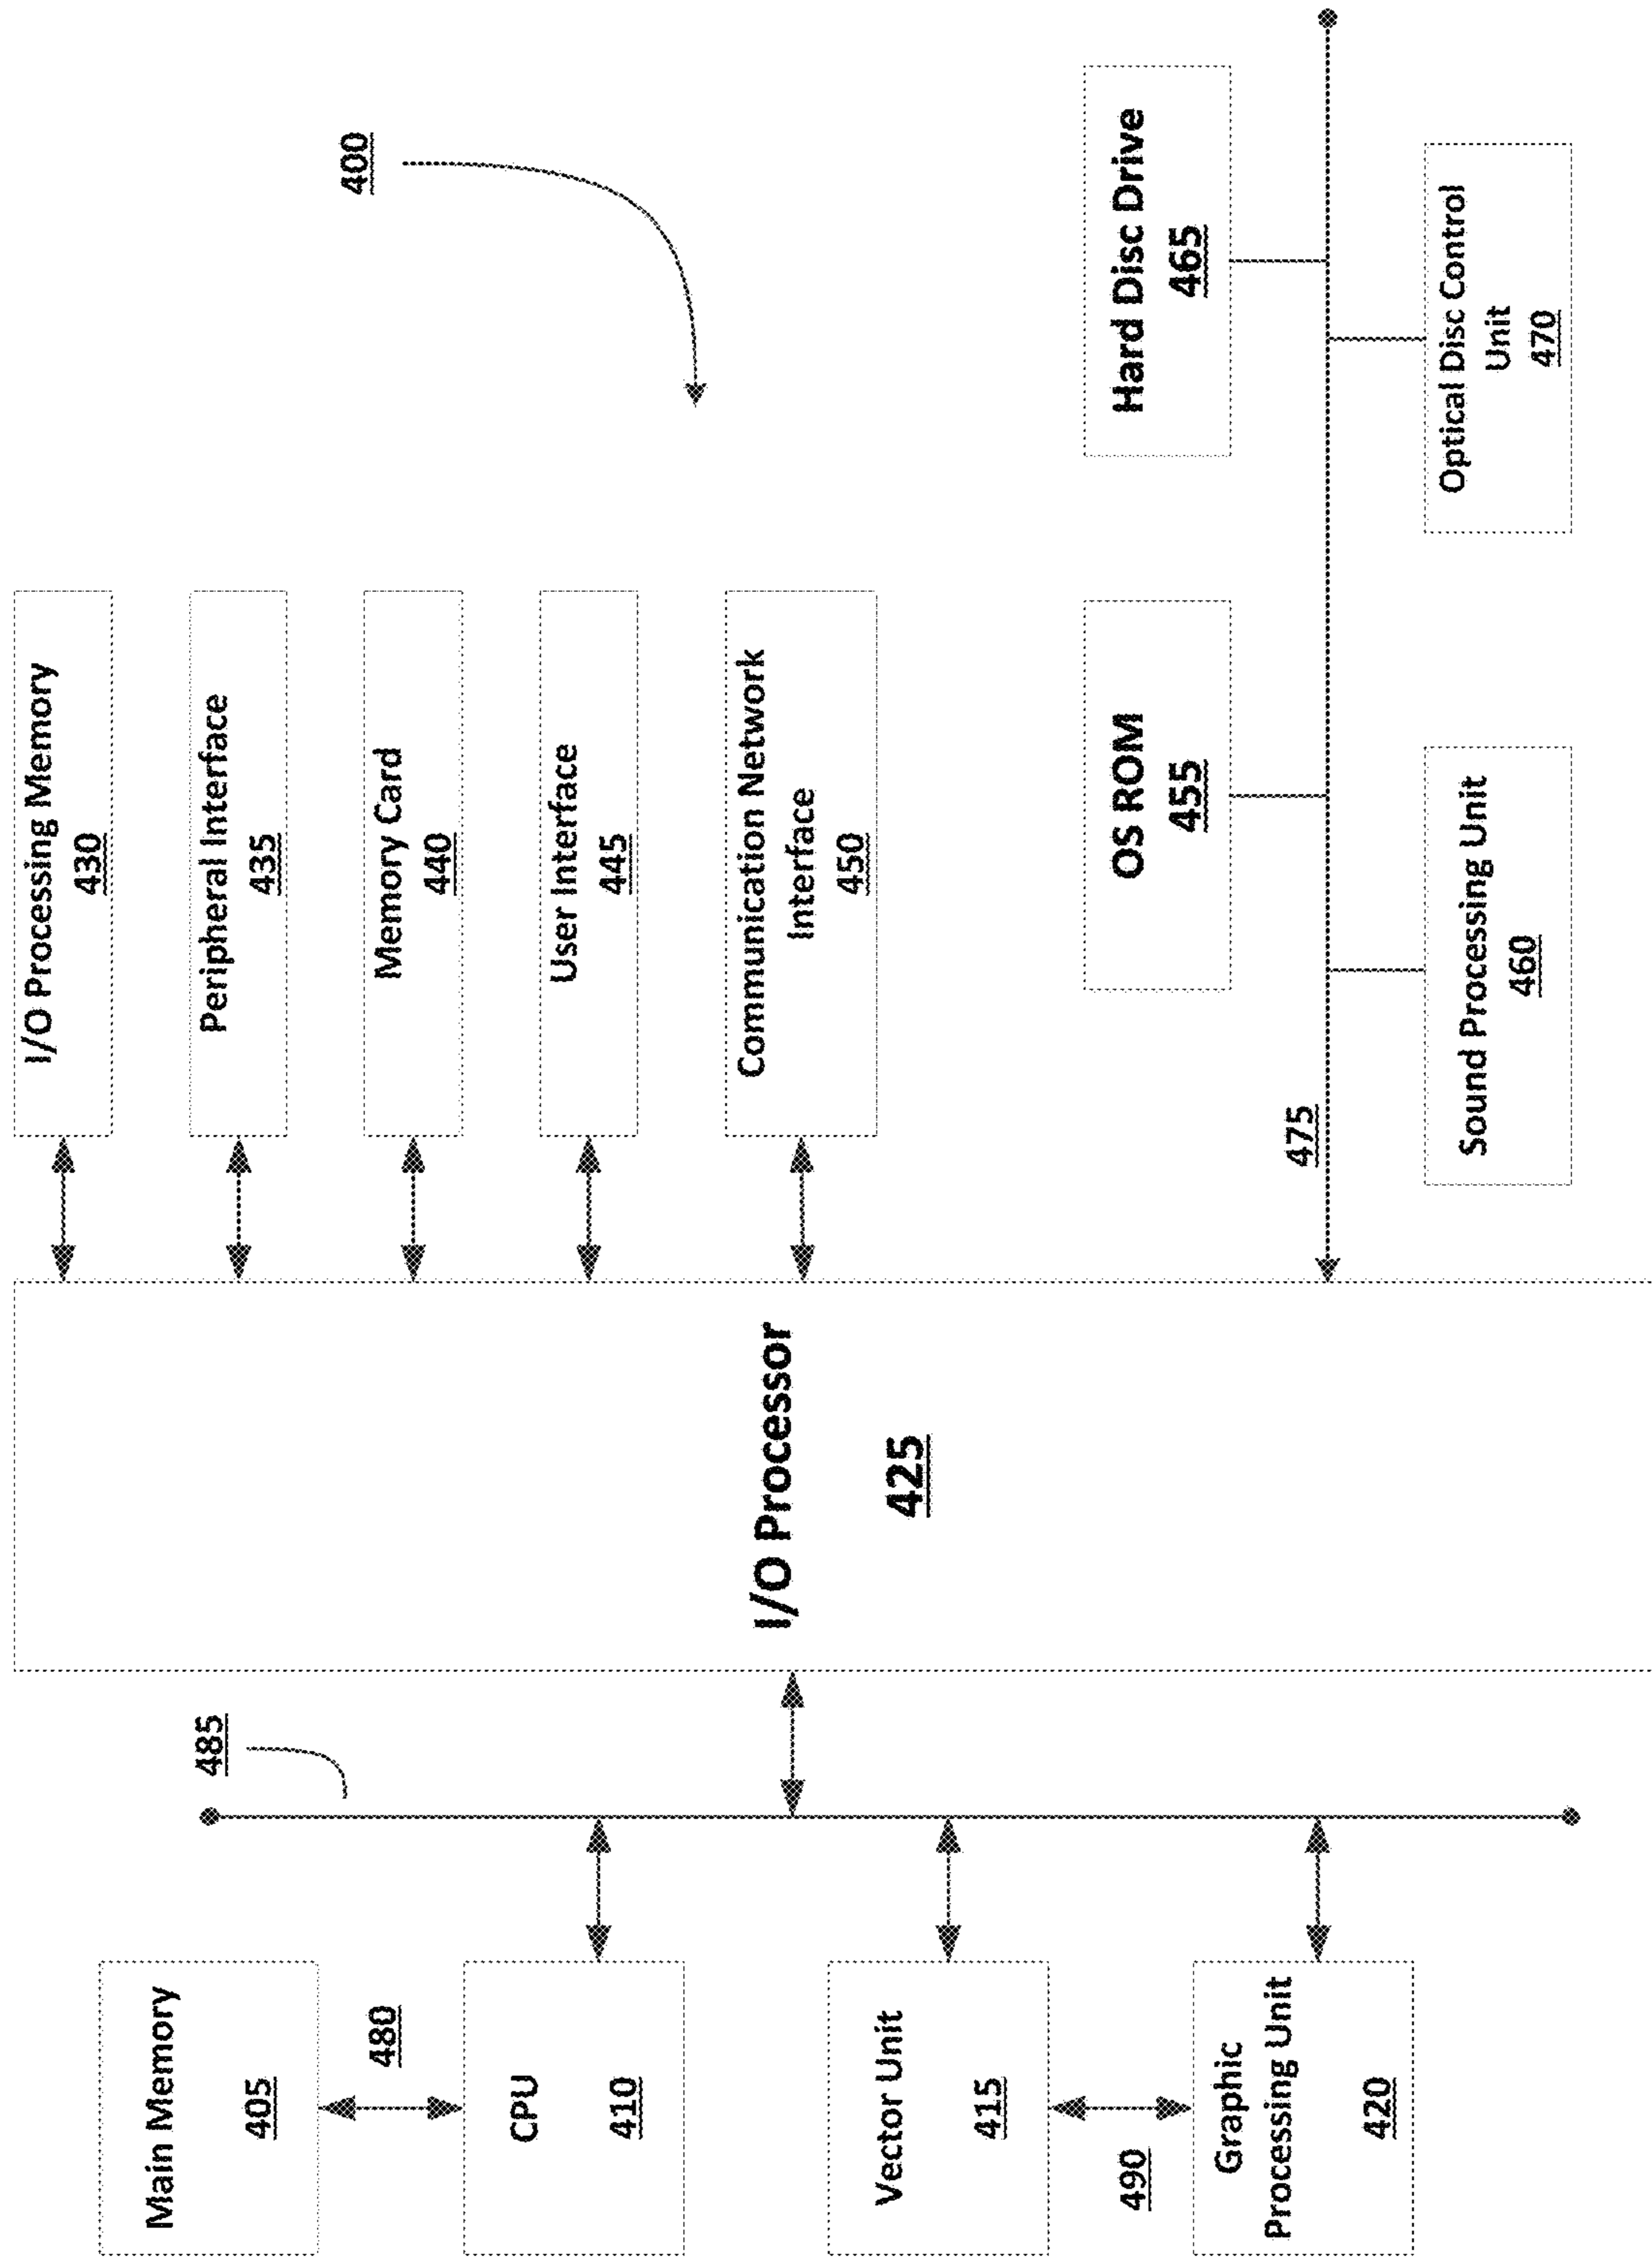 400
Main Memory
405
480
CPU
410
Vector Unit
415
490
Graphic
Processing Unit
420
485
I/O Processor
425
I/O Processing Memory
430
Peripheral Interface
435
Memory Card
440
User Interface
445
Communication Network
Interface
450
OS ROM
455
Hard Disc Drive
465
475
Sound Processing Unit
460
Optical Disc Control
Unit
470